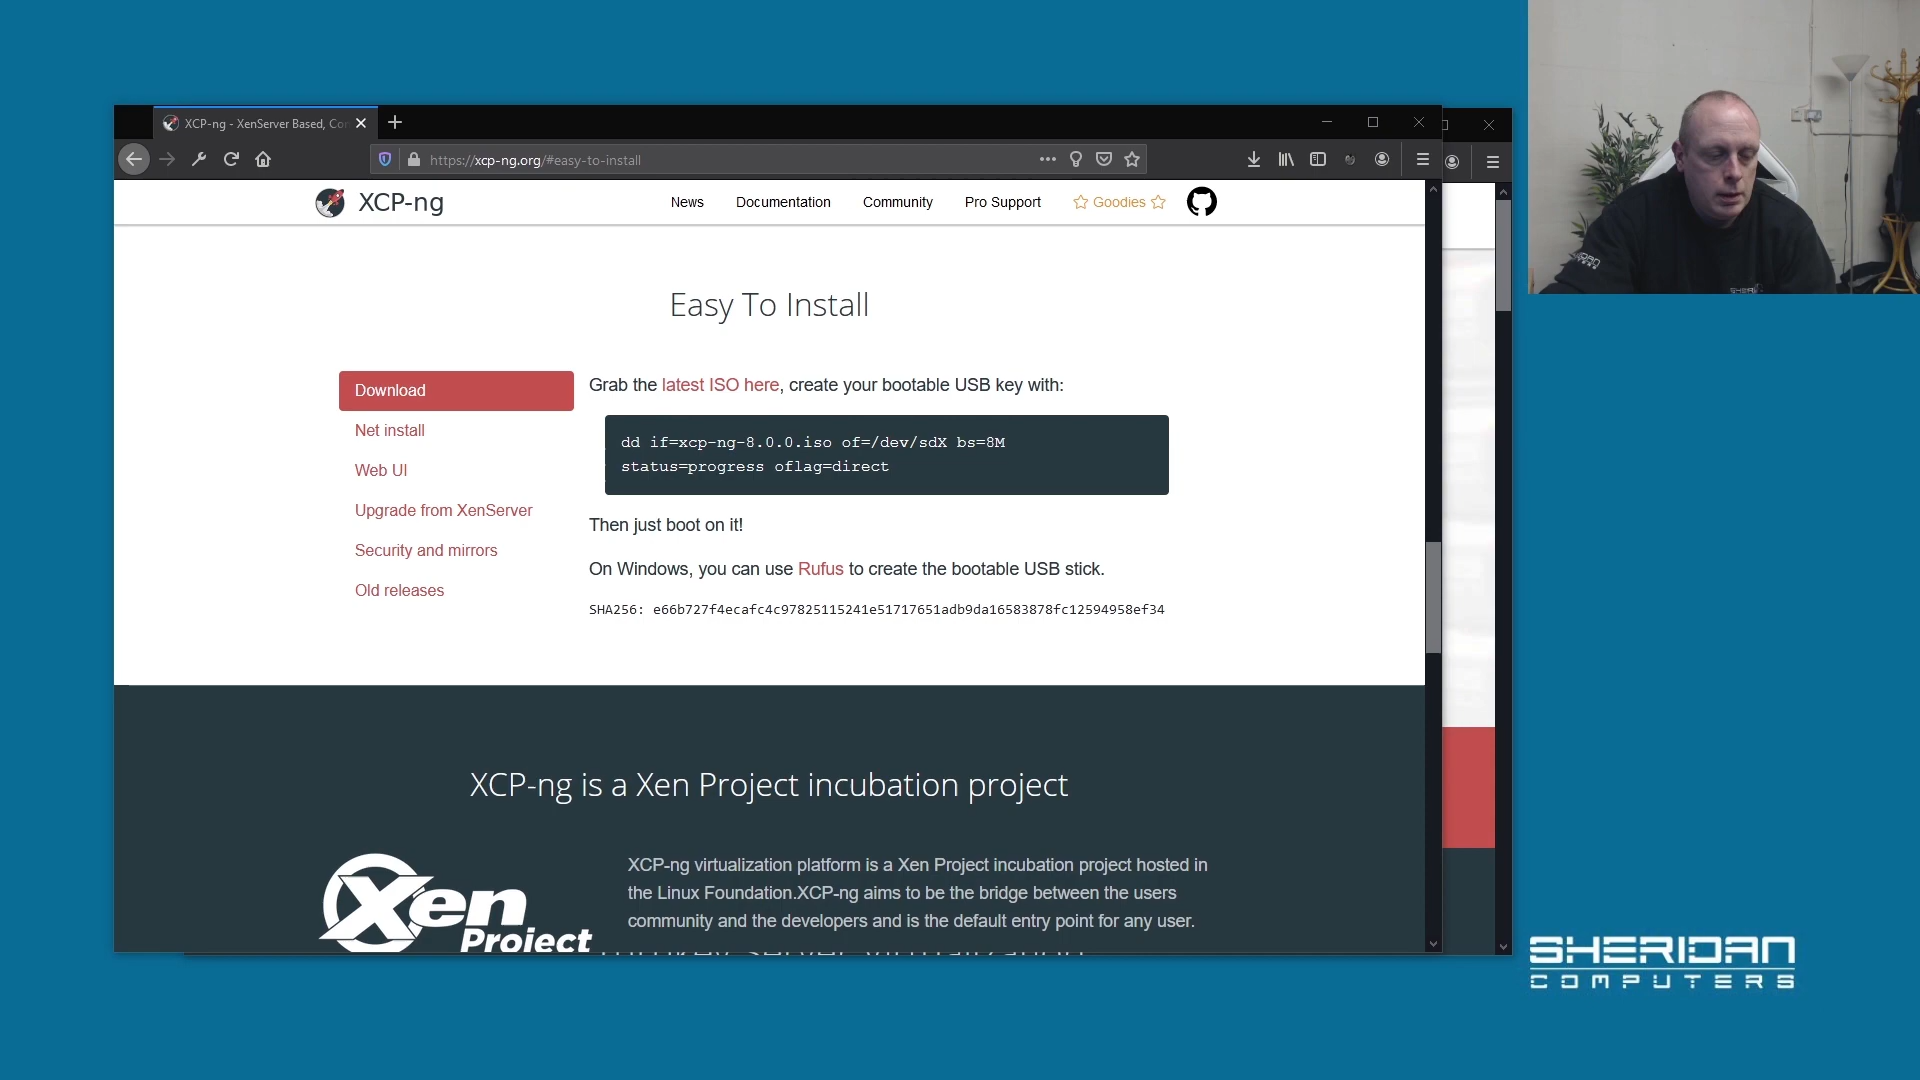 XCP-ng - XenServer Based, Co
https://xcp-ng.org/#easy-to-install
XCP-ng
News
Documentation
Community
Pro Support
Goodies
Easy To Install
Download
Net install
Web UI
Upgrade from XenServer
Security and mirrors
Old releases
Grab the latest ISO here, create your bootable USB key with:
dd if=xcp-ng-8.0.0.iso of=/dev/sdX bs=8M
status=progress oflag=direct
Then just boot on it!
On Windows, you can use Rufus to create the bootable USB stick.
SHA256: e66b727f4ecafc4c97825115241e51717651adb9da16583878fc12594958ef34
XCP-ng is a Xen Project incubation project
Xen
Project
XCP-ng virtualization platform is a Xen Project incubation project hosted in
the Linux Foundation.XCP-ng aims to be the bridge between the users
community and the developers and is the default entry point for any user.
SHERIDAN
COMPUTERS